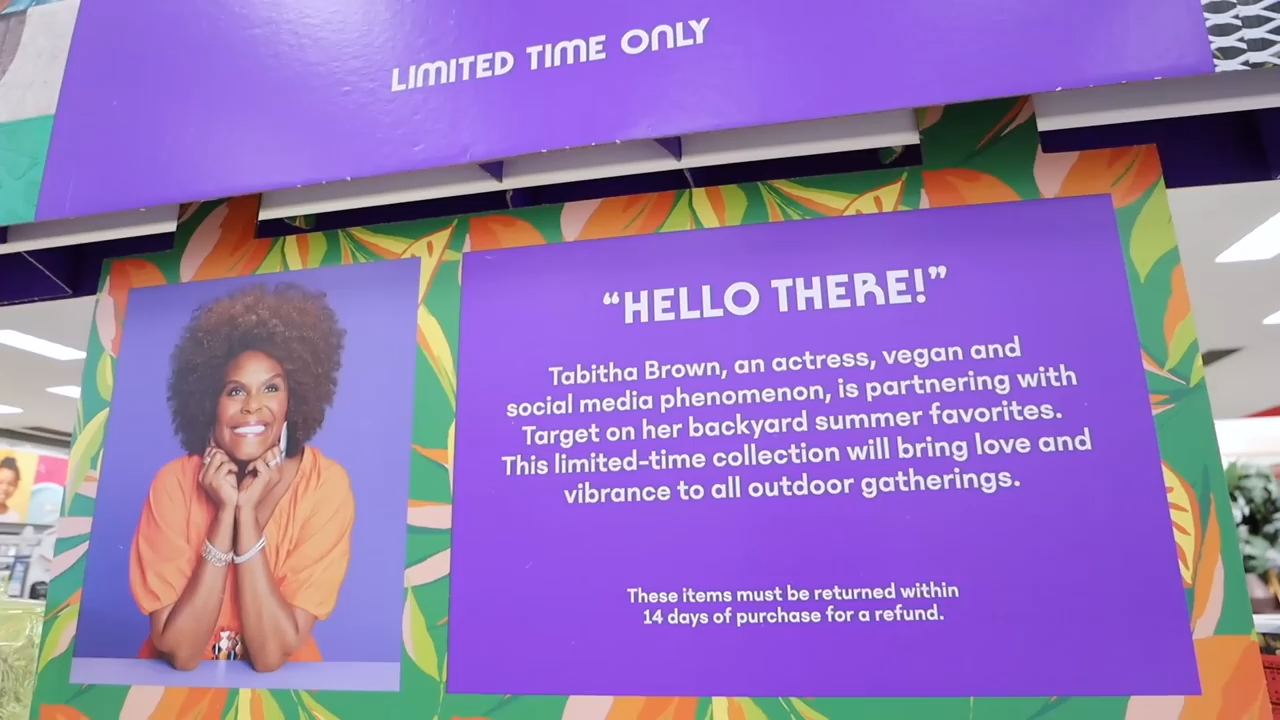 LIMITED TIME ONLY
“HELLO THERE!”
Tabitha Brown, an actress, vegan and
social media phenomenon, is partnering with
Target on her backyard summer favorites.
This limited-time collection will bring love and
vibrance to all outdoor gatherings.
These items must be returned within
14 days of purchase for a refund.